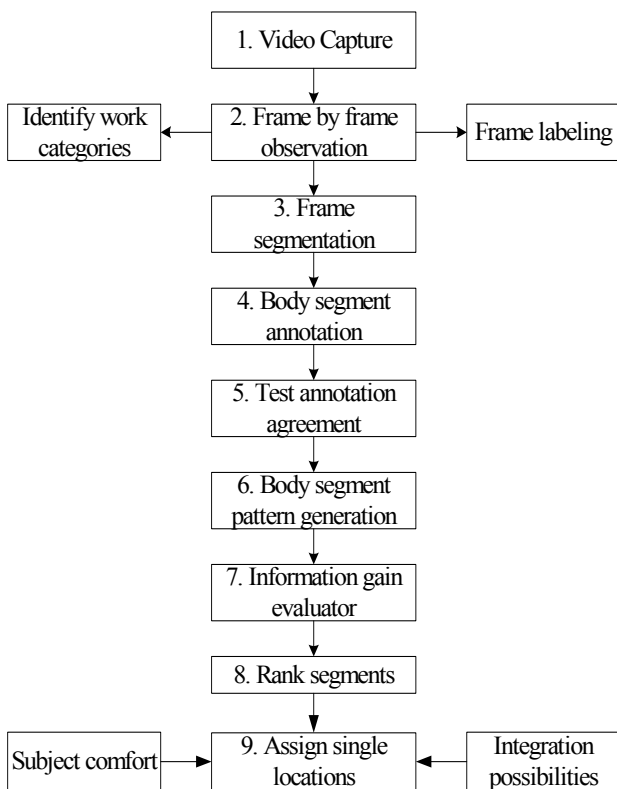 1. Video Capture
Identify work
categories
2. Frame by frame
observation
Frame labeling
3. Frame
segmentation
4. Body segment
annotation
5. Test annotation
agreement
6. Body segment
pattern generation
7. Information gain
evaluator
8. Rank segments
Subject comfort
9. Assign single
locations
Integration
possibilities